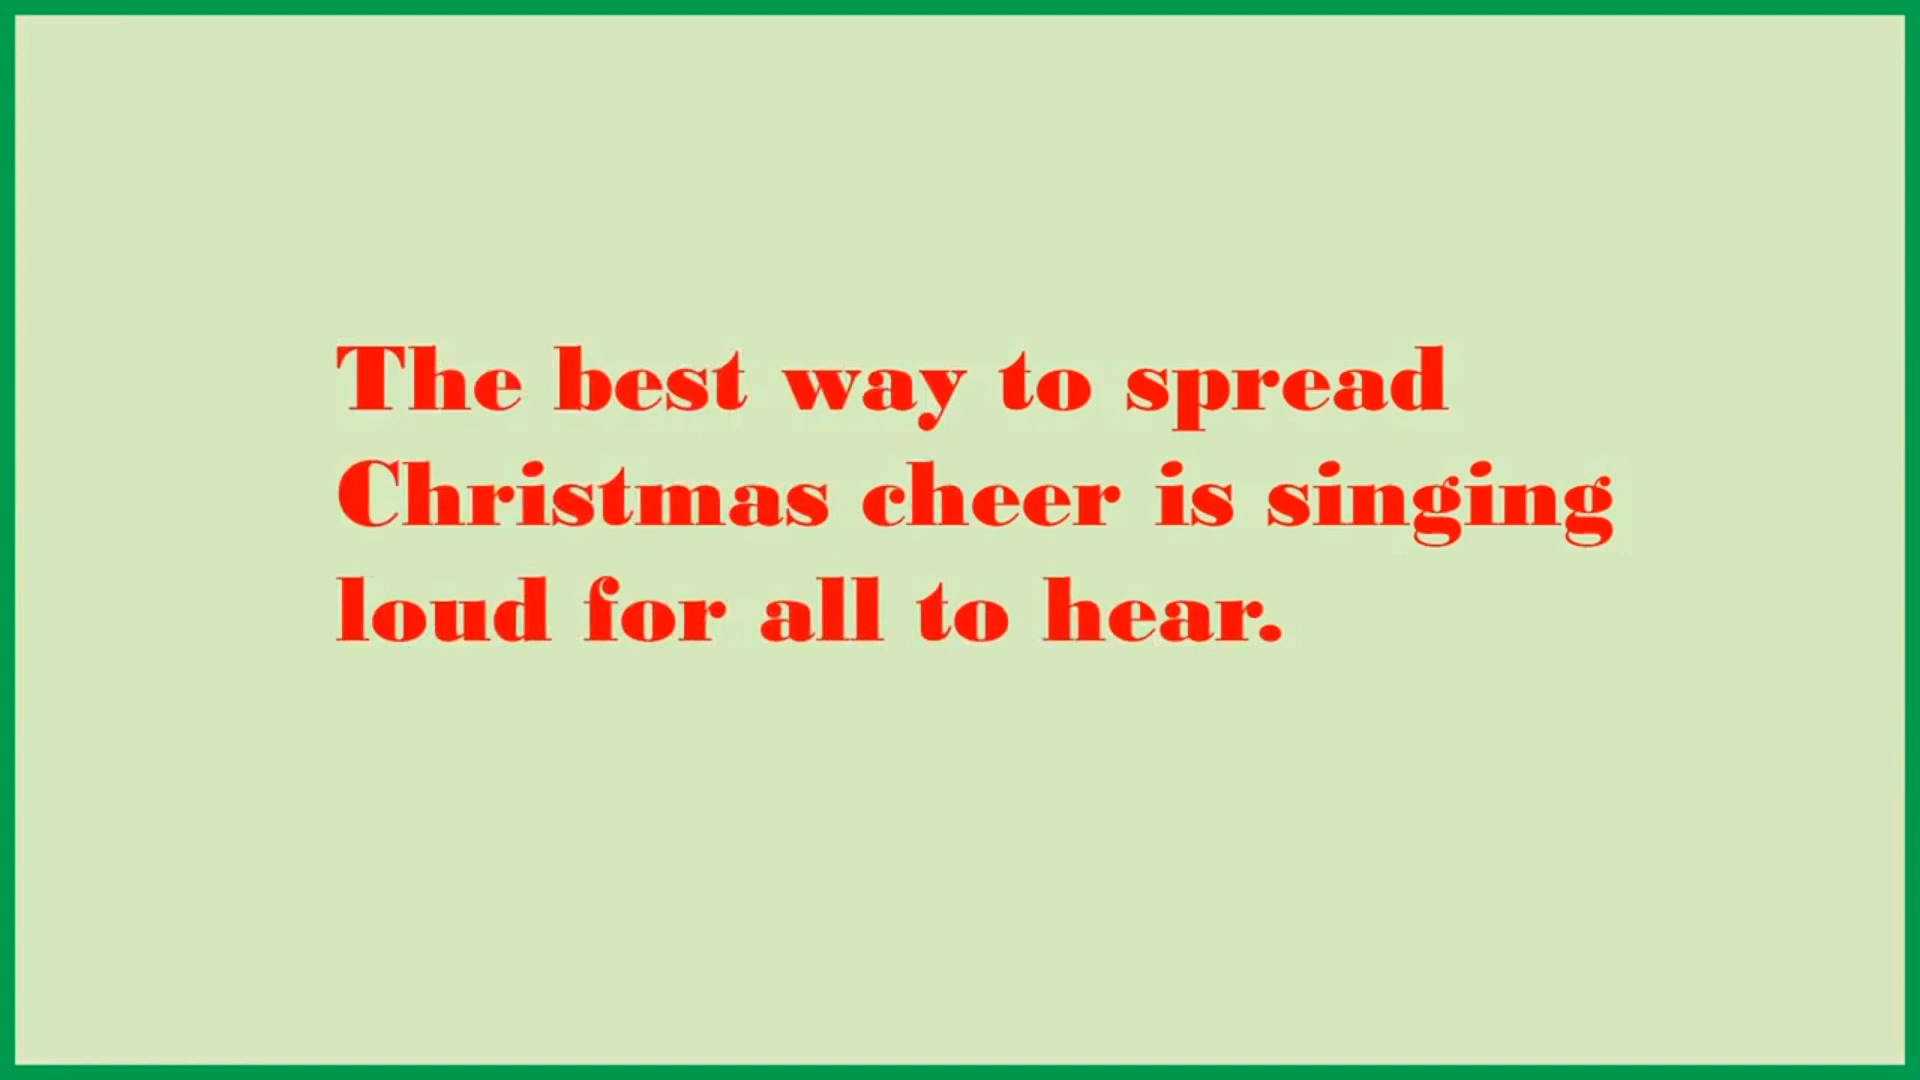 The best way to spread
Christmas cheer is singing
loud for all to hear.